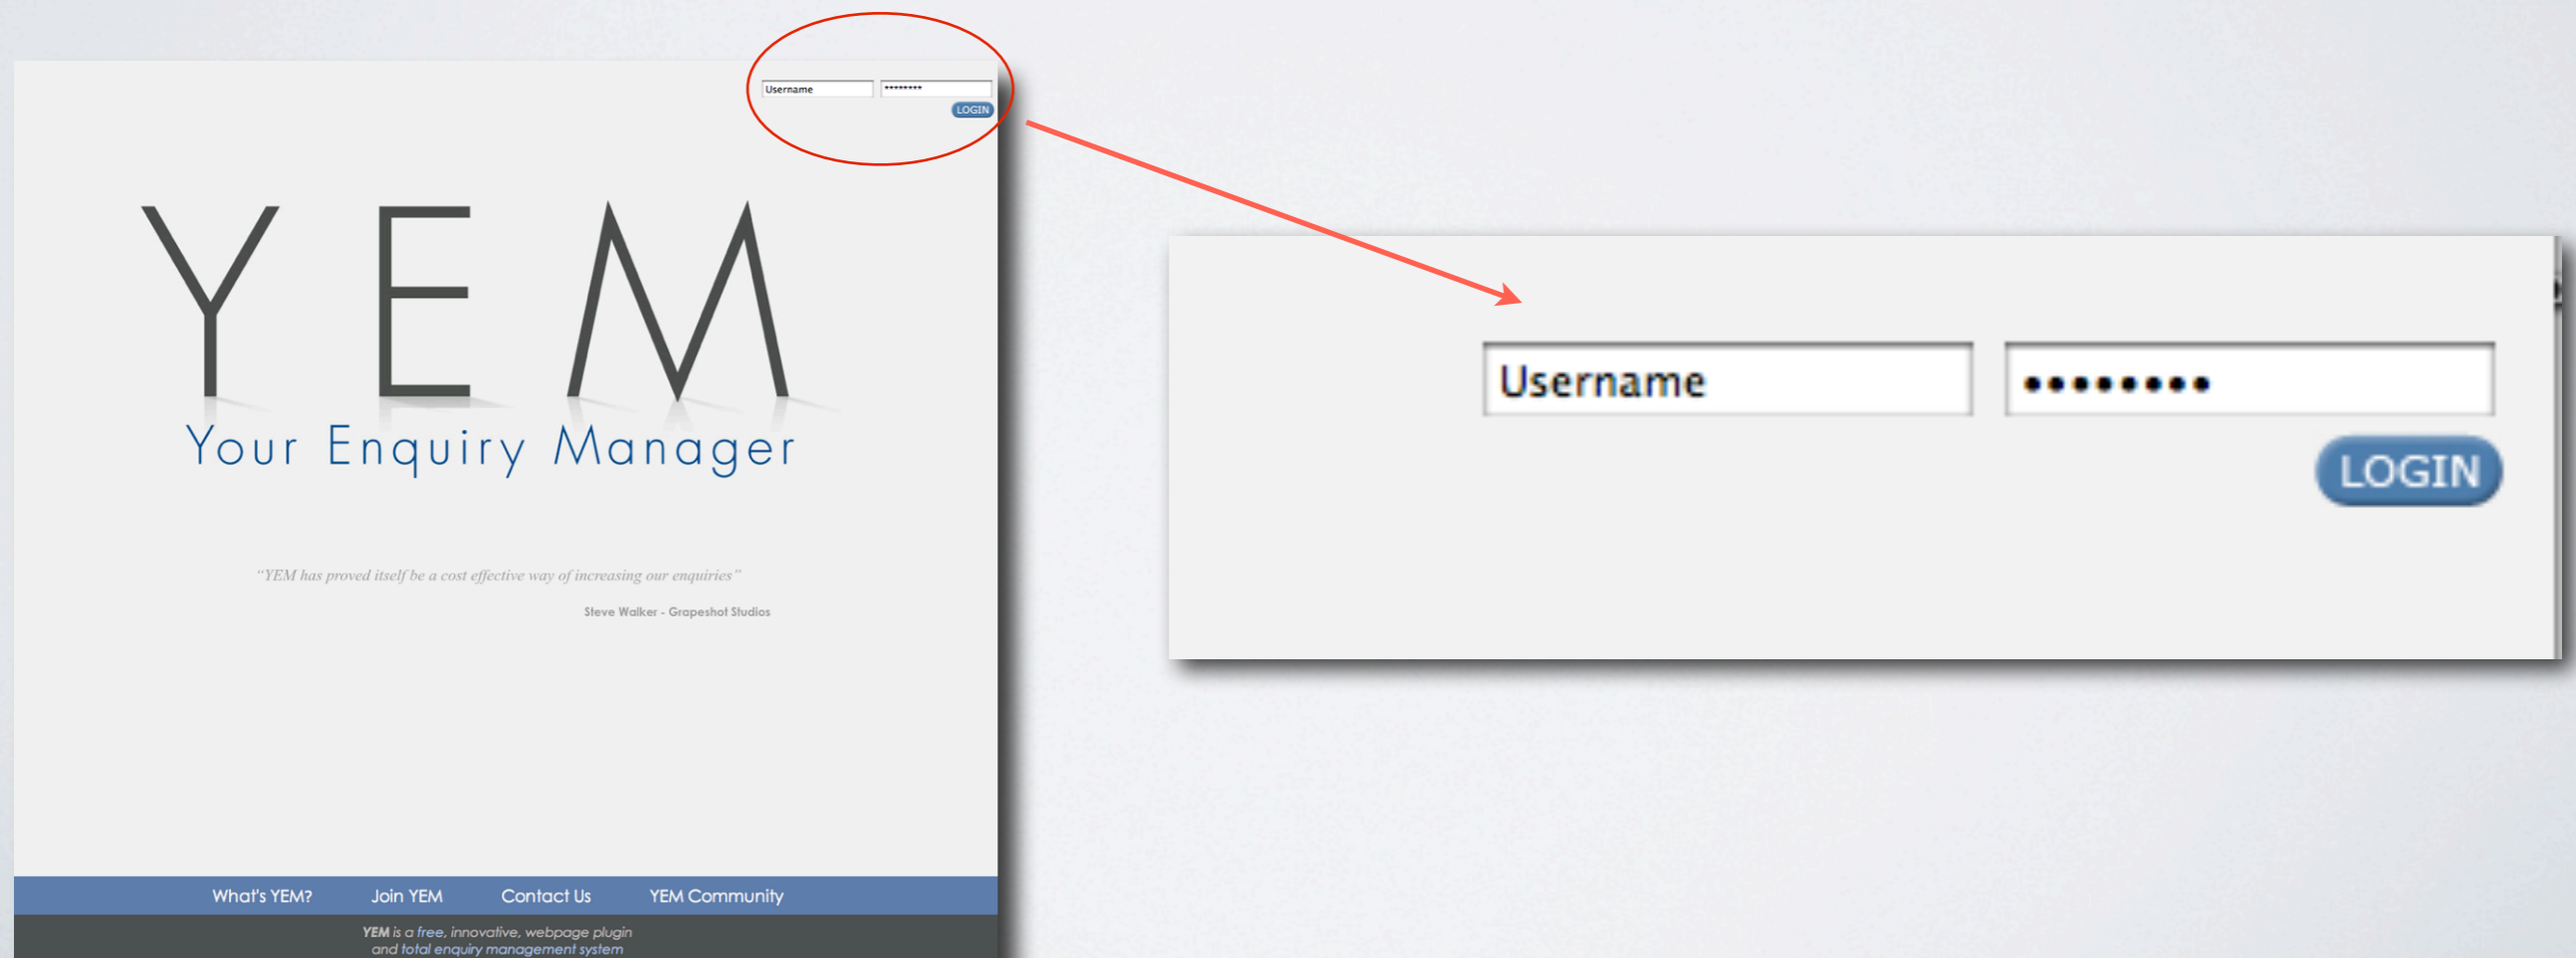 Username ••••••••
LOGIN
Y E M
Your Enquiry Manager
“YEM has proved itself be a cost effective way of increasing our enquiries”
Steve Walker - Grapeshot Studios
What's YEM? Join YEM Contact Us YEM Community
YEM is a free, innovative, webpage plugin
and total enquiry management system
Username ••••••••
LOGIN